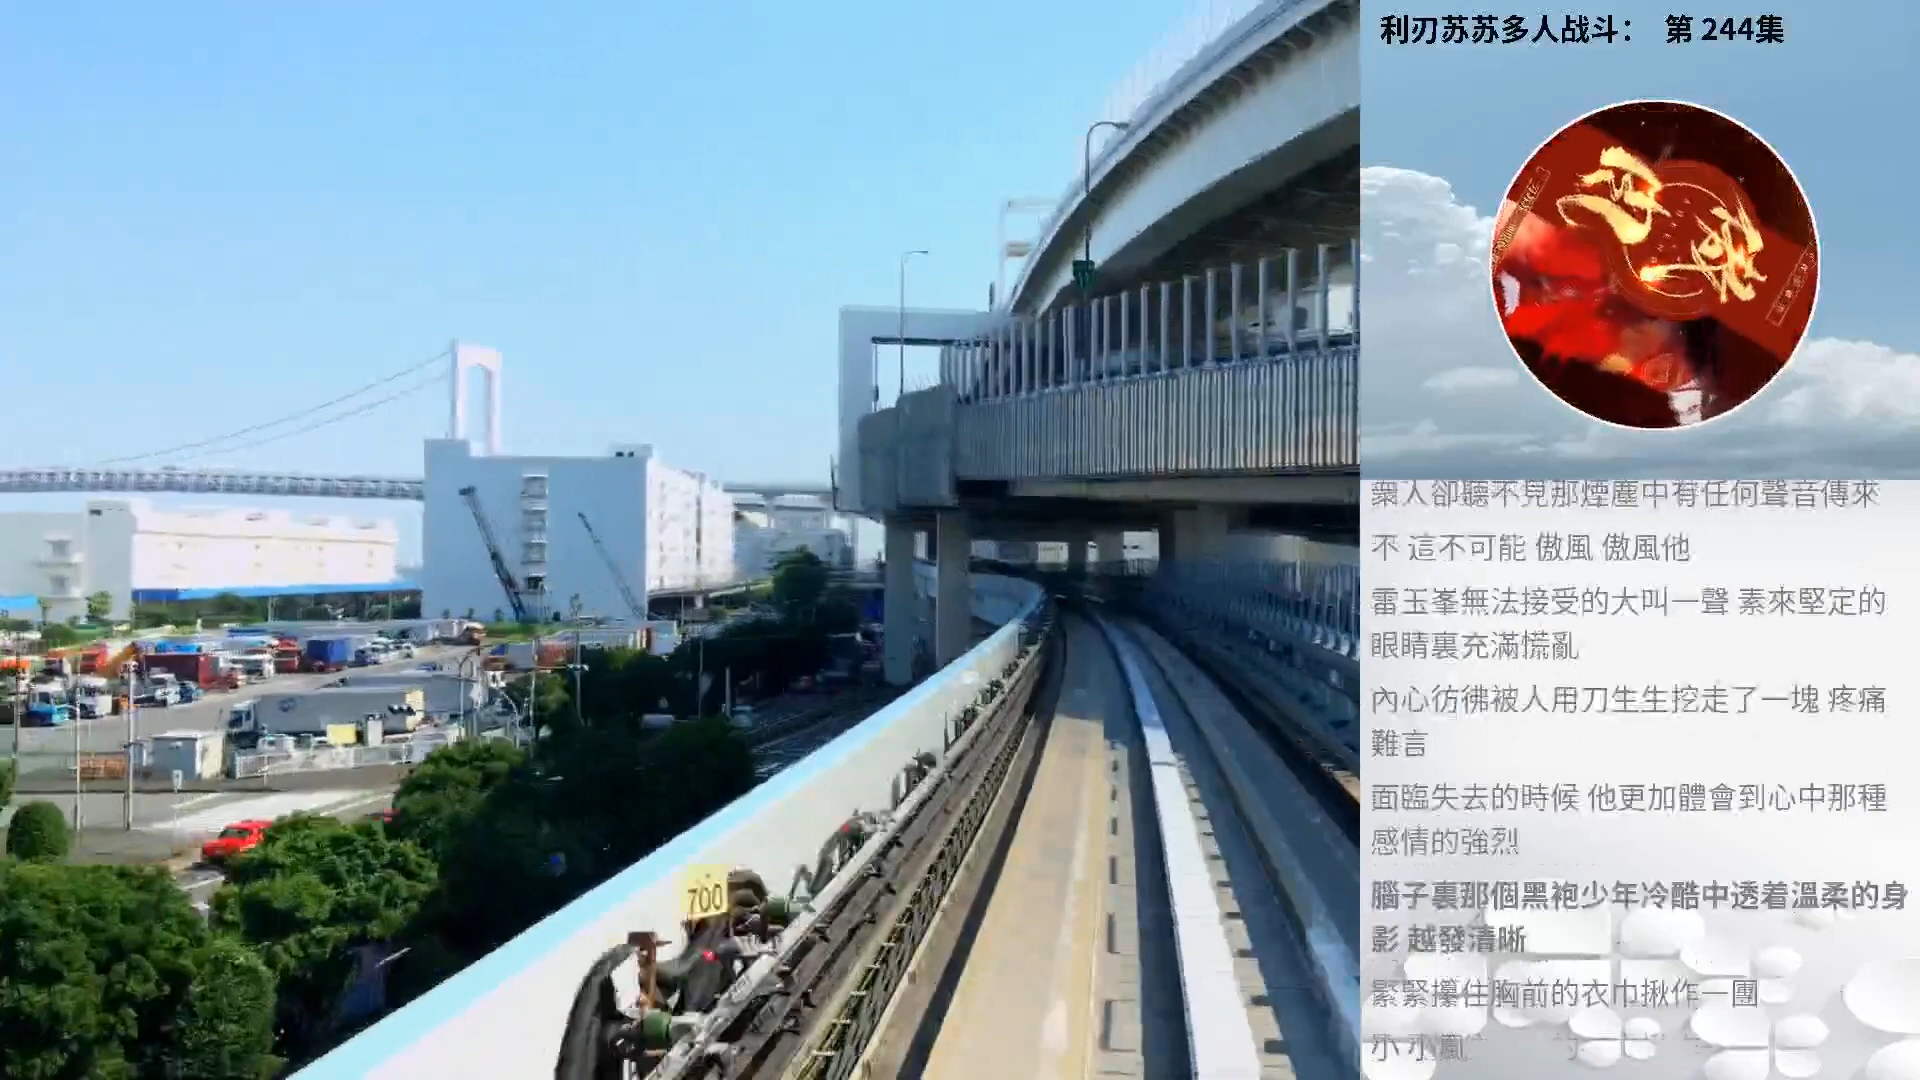 利刃苏苏多人战斗： 第 244集
眾人卻聽不見那煙塵中有任何聲音傳來
不 這不可能 傲風 傲風他
雷玉峯無法接受的大叫一聲 素來堅定的
眼睛裏充滿慌亂
內心彷彿被人用刀生生挖走了一塊 疼痛
難言
面臨失去的時候 他更加體會到心中那種
感情的強烈
腦子裏那個黑袍少年冷酷中透着溫柔的身
影 越發清晰
緊緊攥住胸前的衣巾揪作一團
小 小風
700